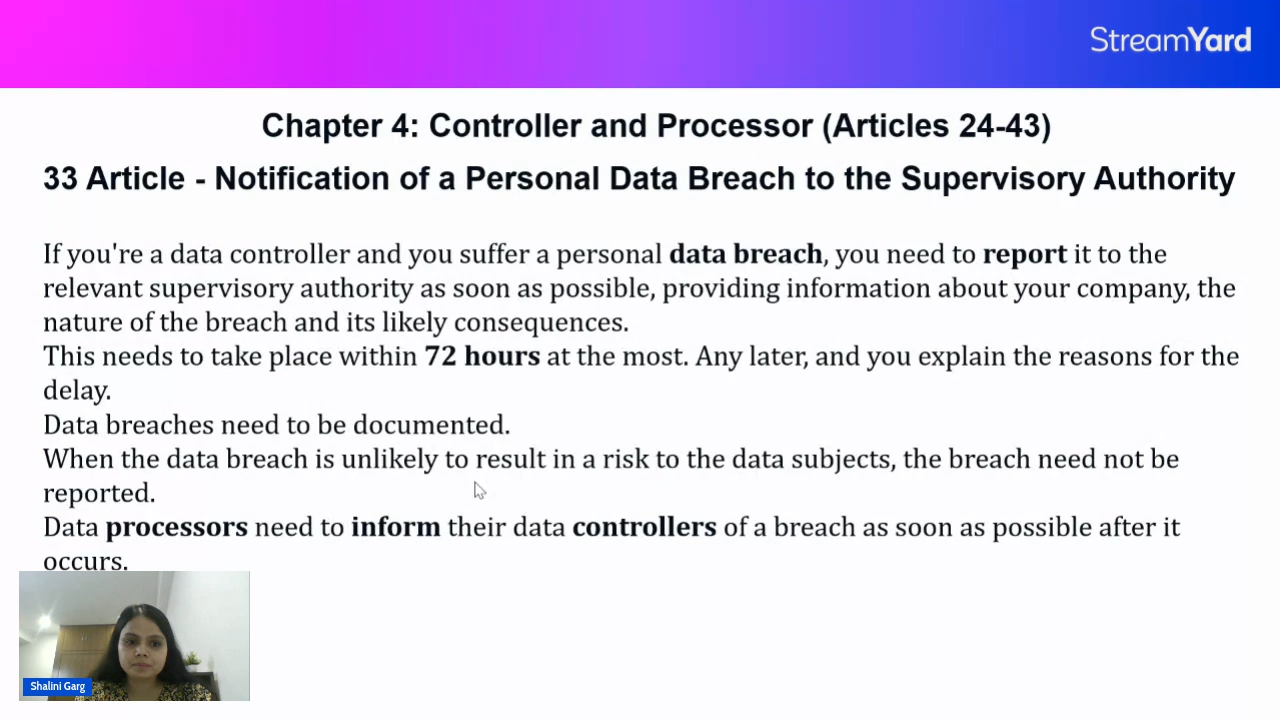 StreamYard
Chapter 4: Controller and Processor (Articles 24-43)
33 Article - Notification of a Personal Data Breach to the Supervisory Authority
If you're a data controller and you suffer a personal data breach, you need to report it to the
relevant supervisory authority as soon as possible, providing information about your company, the
nature of the breach and its likely consequences.
This needs to take place within 72 hours at the most. Any later, and you explain the reasons for the
delay.
Data breaches need to be documented.
When the data breach is unlikely to result in a risk to the data subjects, the breach need not be
reported.
Data processors need to inform their data controllers of a breach as soon as possible after it
occurs.
Shalini Garg